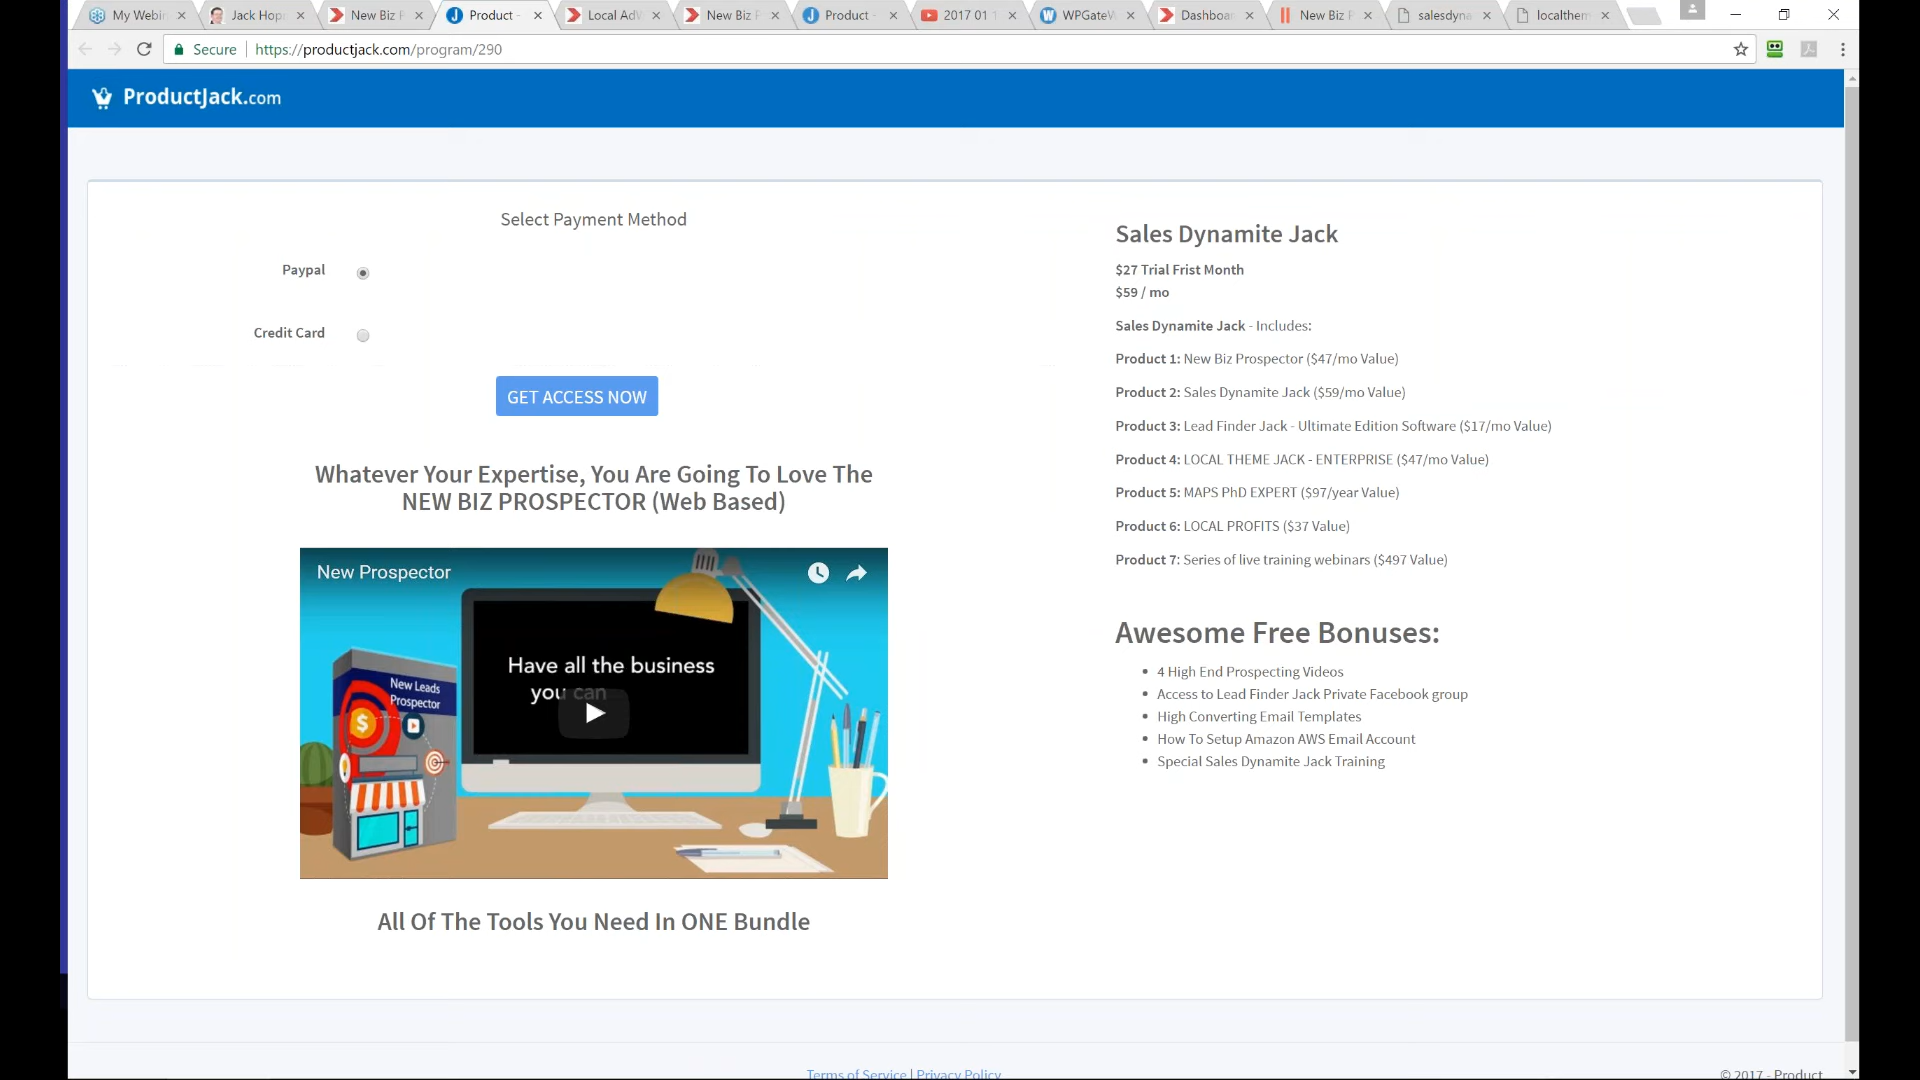 My Webin
Jack Hop
New Biz P
Product -
Local AdW
New Biz P
Product -
2017 01 1
WPGateW
Dashboar
New Biz P
salesdyna
localthem
Secure
https://productjack.com/program/290
ProductJack.com
Select Payment Method
Paypal
Credit Card
GET ACCESS NOW
Whatever Your Expertise, You Are Going To Love The
NEW BIZ PROSPECTOR (Web Based)
New Prospector
Have all the business
you can
New Leads
Prospector
All Of The Tools You Need In ONE Bundle
Sales Dynamite Jack
$27 Trial Frist Month
$59 / mo
Sales Dynamite Jack - Includes:
Product 1: New Biz Prospector ($47/mo Value)
Product 2: Sales Dynamite Jack ($59/mo Value)
Product 3: Lead Finder Jack - Ultimate Edition Software ($17/mo Value)
Product 4: LOCAL THEME JACK - ENTERPRISE ($47/mo Value)
Product 5: MAPS PhD EXPERT ($97/year Value)
Product 6: LOCAL PROFITS ($37 Value)
Product 7: Series of live training webinars ($497 Value)
Awesome Free Bonuses:
• 4 High End Prospecting Videos
• Access to Lead Finder Jack Private Facebook group
• High Converting Email Templates
• How To Setup Amazon AWS Email Account
• Special Sales Dynamite Jack Training
Terms of Service | Privacy Policy
© 2017 - Product